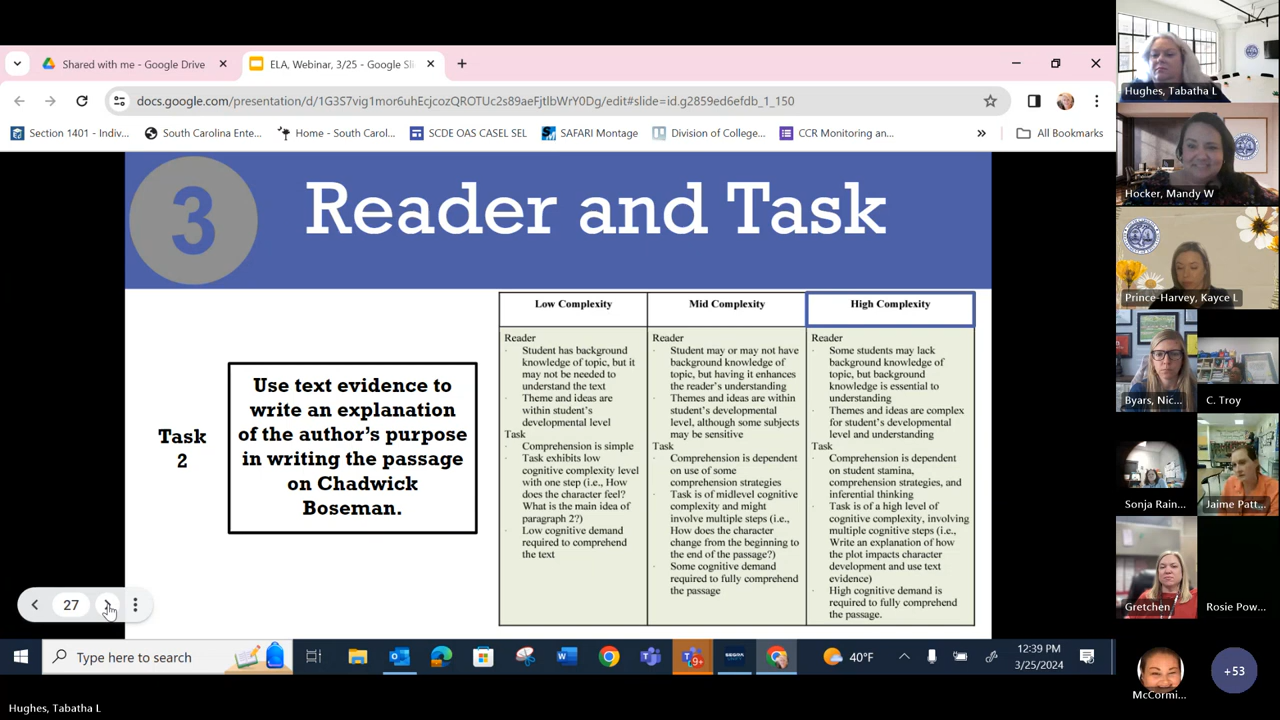 Shared with me - Google Drive
ELA, Webinar, 3/25 - Google Sli
docs.google.com/presentation/d/1G3S7vig1mor6uhEcjcozQROTUc2s89aeFjtIbWrY0Dg/edit#slide=id.g2859ed6efdb_1_150
Section 1401 - Indiv...
South Carolina Ente...
Home - South Carol...
SCDE OAS CASEL SEL
SAFARI Montage
Division of College...
CCR Monitoring an...
All Bookmarks
3
Reader and Task
Task
2
Use text evidence to
write an explanation
of the author's purpose
in writing the passage
on Chadwick
Boseman.
Low Complexity
Reader
Student has background
knowledge of topic, but it
may not be needed to
understand the text
Theme and ideas are
within student's
developmental level
Task
Comprehension is simple
Task exhibits low
cognitive complexity level
with one step (i.e., How
does the character feel?
What is the main idea of
paragraph 2?)
Low cognitive demand
required to comprehend
the text
Mid Complexity
Reader
Student may or may not have
background knowledge of
topic, but having it enhances
the reader's understanding
Themes and ideas are within
student's developmental
level, although some subjects
may be sensitive
Task
Comprehension is dependent
on use of some
comprehension strategies
Task is of midlevel cognitive
complexity and might
involve multiple steps (i.e.,
How does the character
change from the beginning to
the end of the passage?)
Some cognitive demand
required to fully comprehend
the passage
High Complexity
Reader
Some students may lack
background knowledge of
topic, but background
knowledge is essential to
understanding
Themes and ideas are complex
for student's developmental
level and understanding
Task
Comprehension is dependent
on student stamina,
comprehension strategies, and
inferential thinking
Task is of a high level of
cognitive complexity, involving
multiple cognitive steps (i.e.,
Write an explanation of how
the plot impacts character
development and use text
evidence)
High cognitive demand is
required to fully comprehend
the passage.
27
Type here to search
9+
40°F
12:39 PM
3/25/2024
Hughes, Tabatha L
Hughes, Tabatha L
Hocker, Mandy W
Prince-Harvey, Kayce L
Byars, Nic...
C. Troy
Sonja Rain...
Jaime Patt...
Gretchen
Rosie Pow...
McCormi...
+53